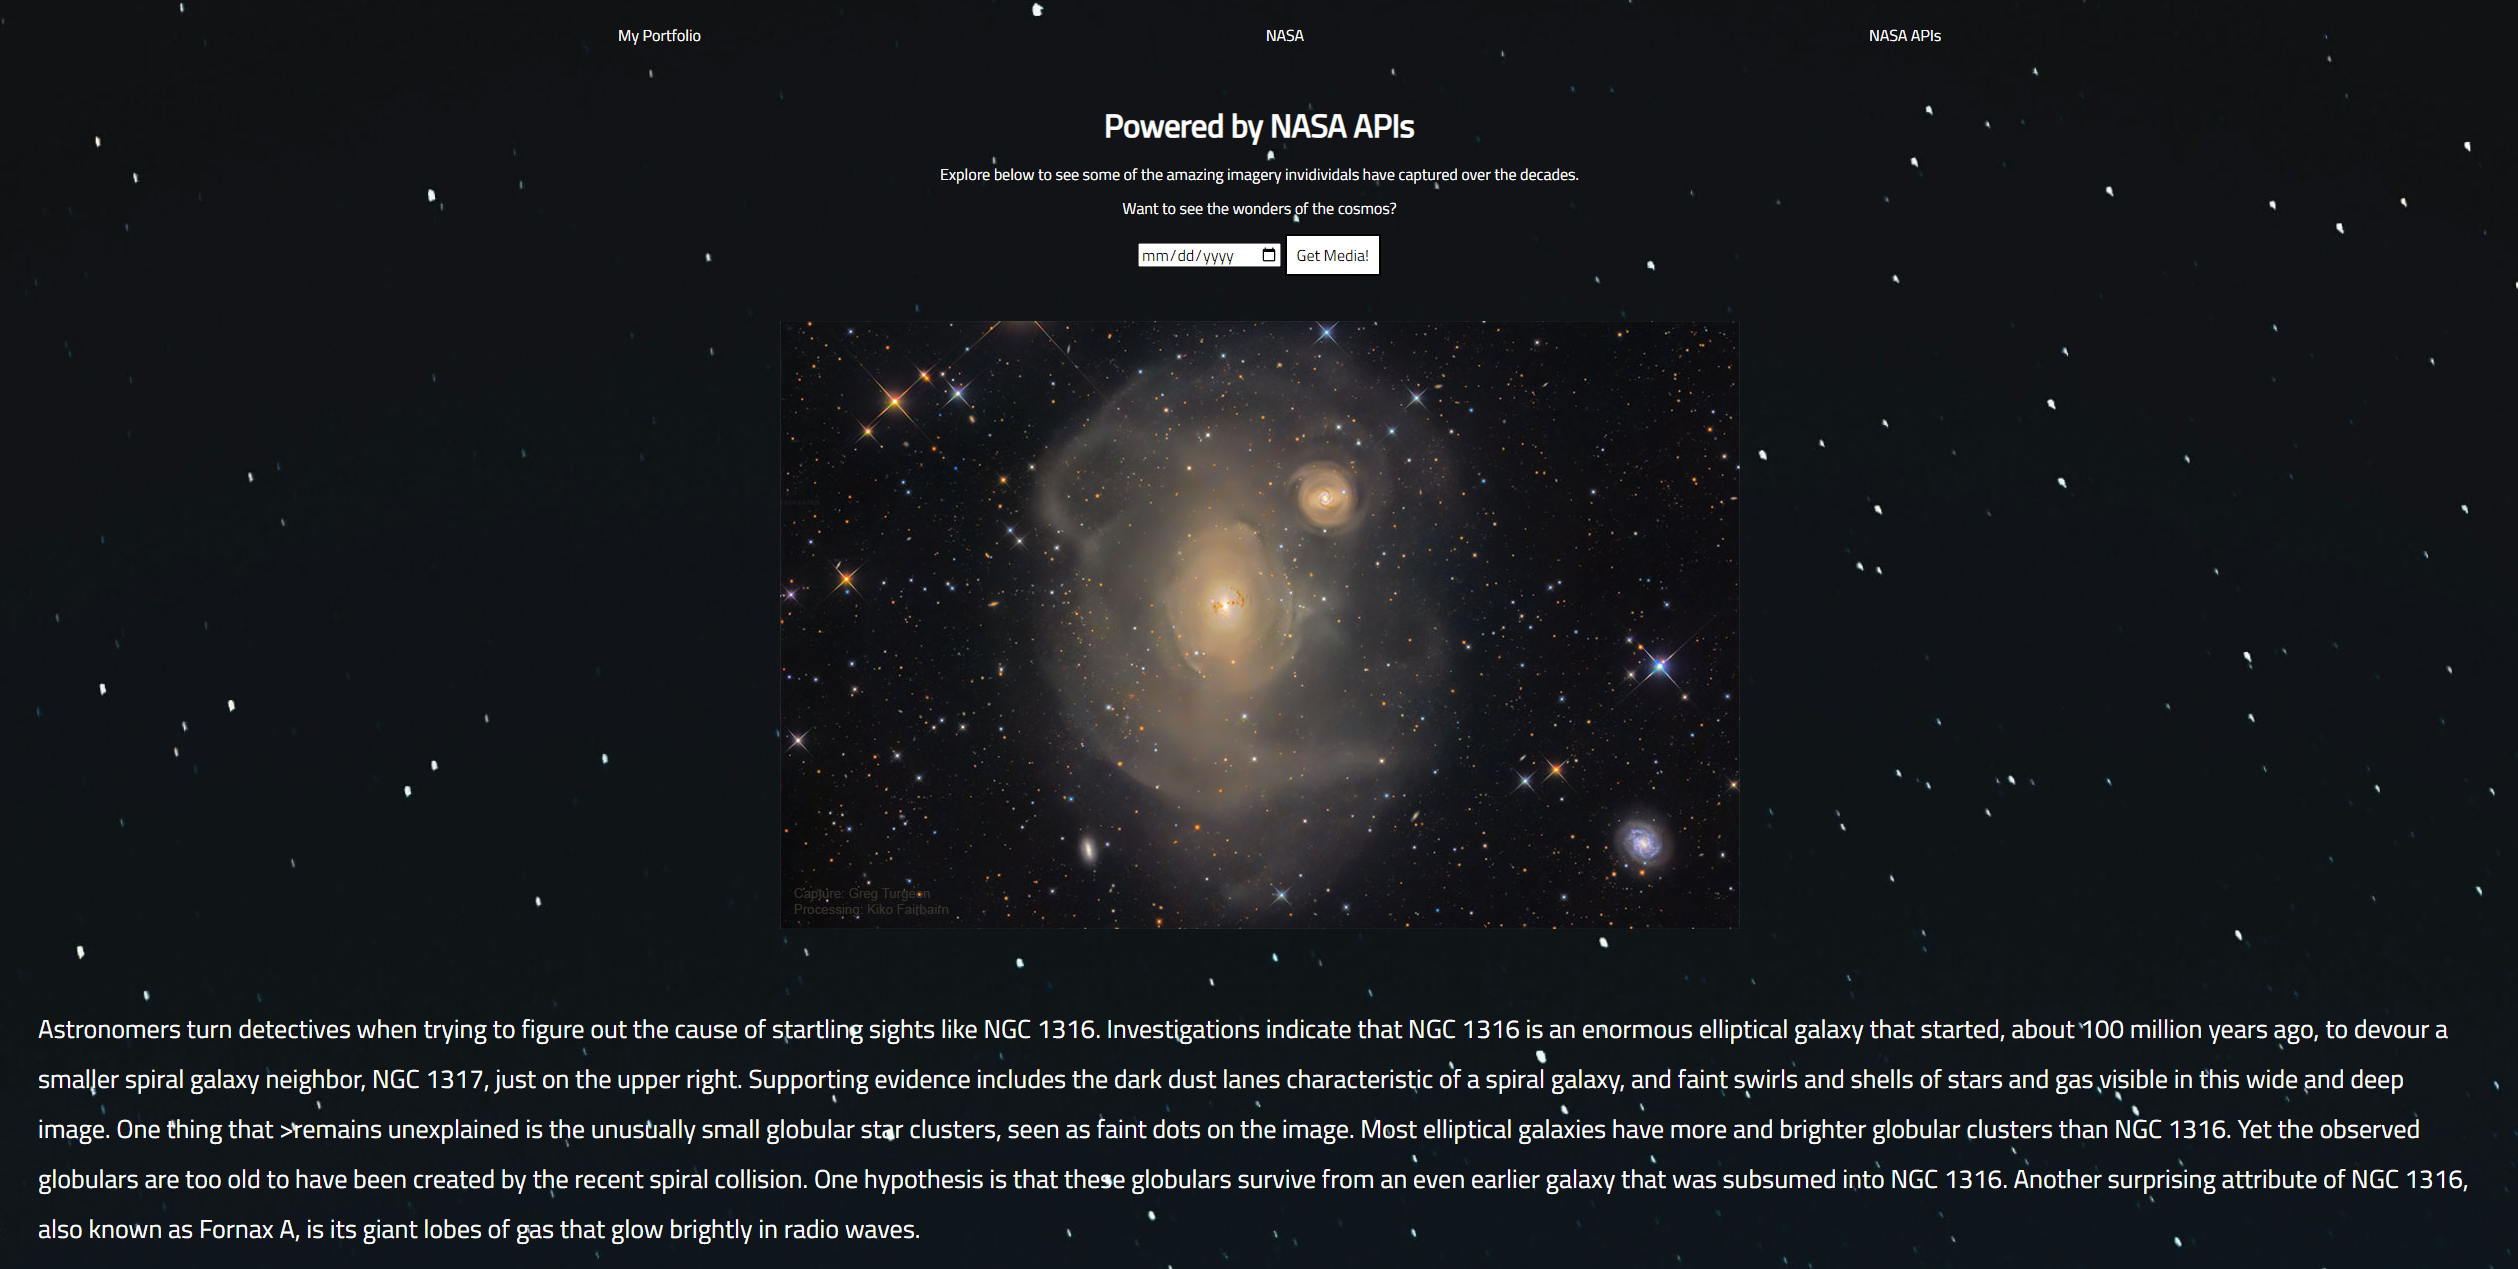 My Portfolio
NASA
NASA APIs
Powered by NASA APIs
Explore below to see some of the amazing imagery invidividals have captured over the decades.
Want to see the wonders of the cosmos?
mm/dd/yyyy
Get Media!
Capture: Greg Turgeon
Processing: Kiko Fairbairn
Astronomers turn detectives when trying to figure out the cause of startling sights like NGC 1316. Investigations indicate that NGC 1316 is an enormous elliptical galaxy that started, about 100 million years ago, to devour a
smaller spiral galaxy neighbor, NGC 1317, just on the upper right. Supporting evidence includes the dark dust lanes characteristic of a spiral galaxy, and faint swirls and shells of stars and gas visible in this wide and deep
image. One thing that >remains unexplained is the unusually small globular star clusters, seen as faint dots on the image. Most elliptical galaxies have more and brighter globular clusters than NGC 1316. Yet the observed
globulars are too old to have been created by the recent spiral collision. One hypothesis is that these globulars survive from an even earlier galaxy that was subsumed into NGC 1316. Another surprising attribute of NGC 1316,
also known as Fornax A, is its giant lobes of gas that glow brightly in radio waves.